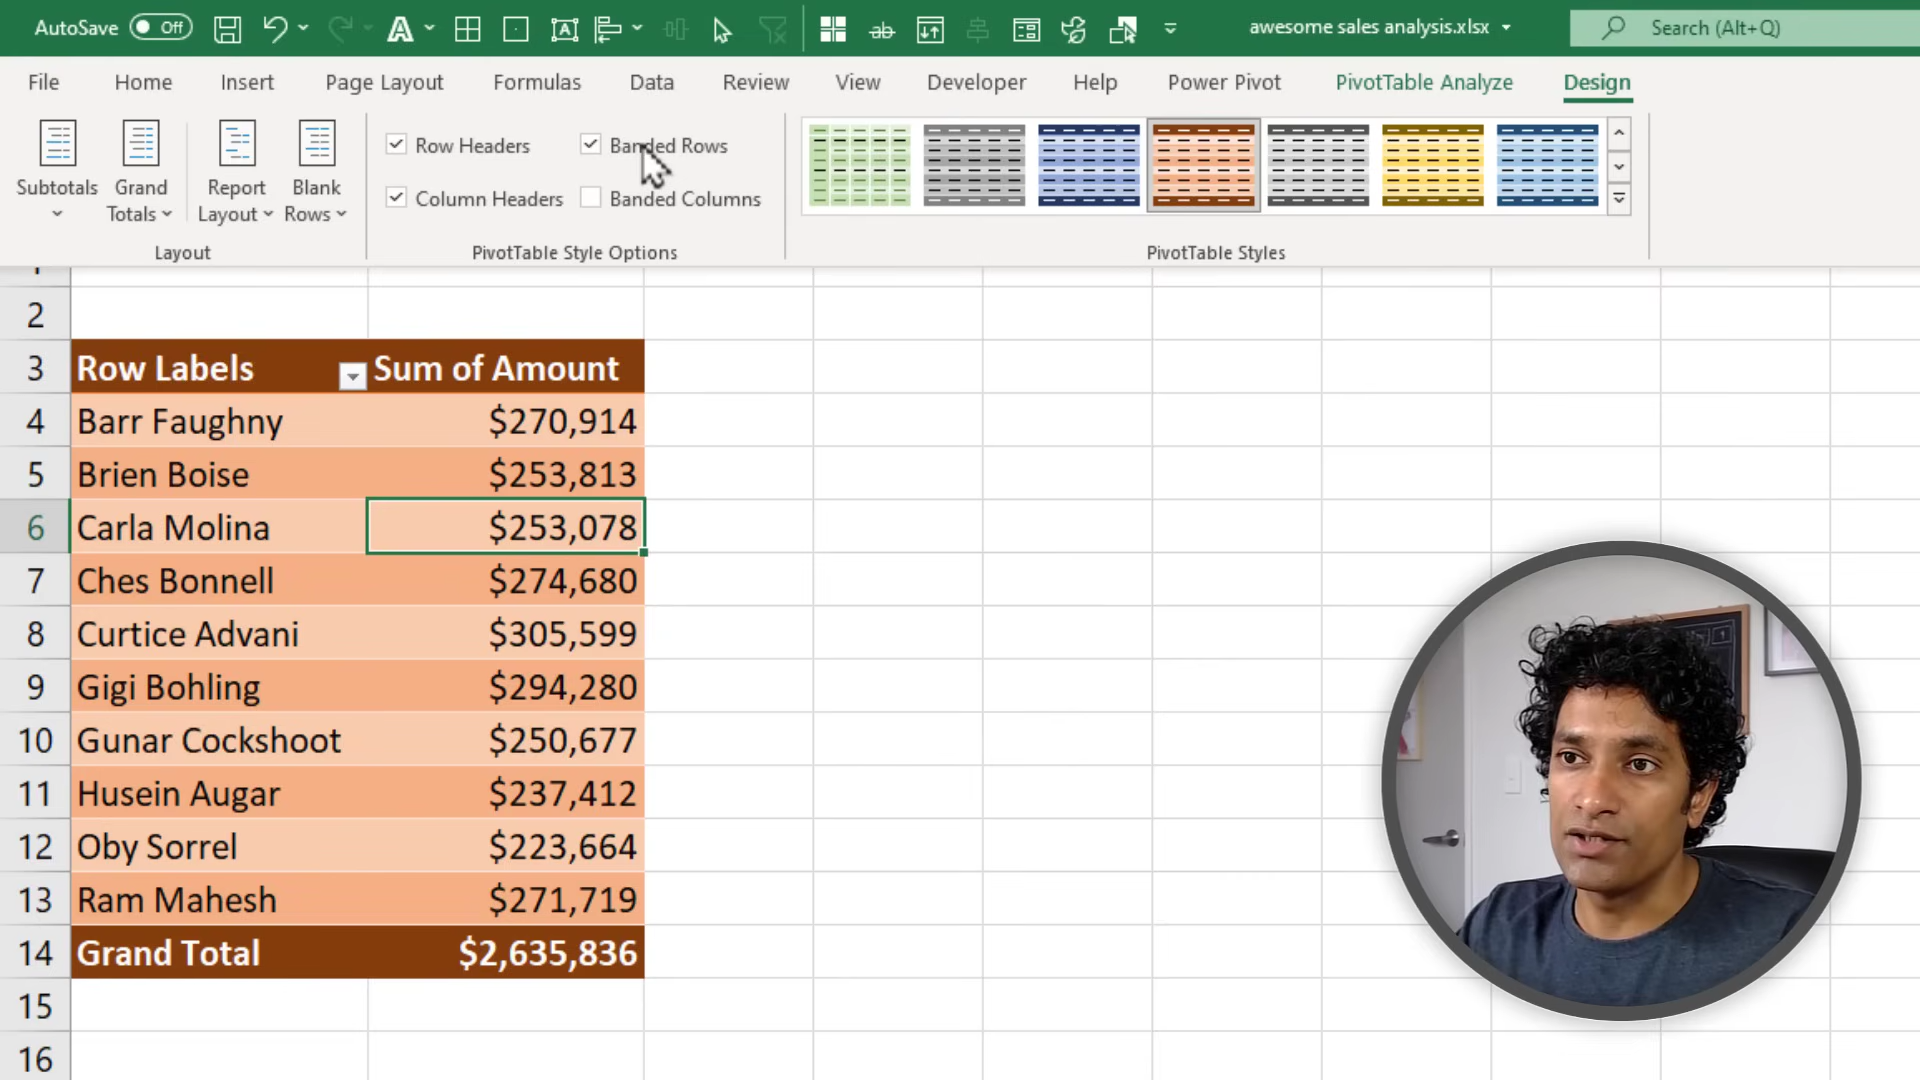 AutoSave Off awesome sales analysis.xlsx Search (Alt+Q)
File Home Insert Page Layout Formulas Data Review View Developer Help Power Pivot PivotTable Analyze Design
Subtotals
Grand Totals
Report Layout
Blank Rows
Layout
Row Headers
Banded Rows
Column Headers
Banded Columns
PivotTable Style Options
PivotTable Styles
2
3 Row Labels Sum of Amount
4 Barr Faughny $270,914
5 Brien Boise $253,813
6 Carla Molina $253,078
7 Ches Bonnell $274,680
8 Curtice Advani $305,599
9 Gigi Bohling $294,280
10 Gunar Cockshoot $250,677
11 Husein Augar $237,412
12 Oby Sorrel $223,664
13 Ram Mahesh $271,719
14 Grand Total $2,635,836
15
16